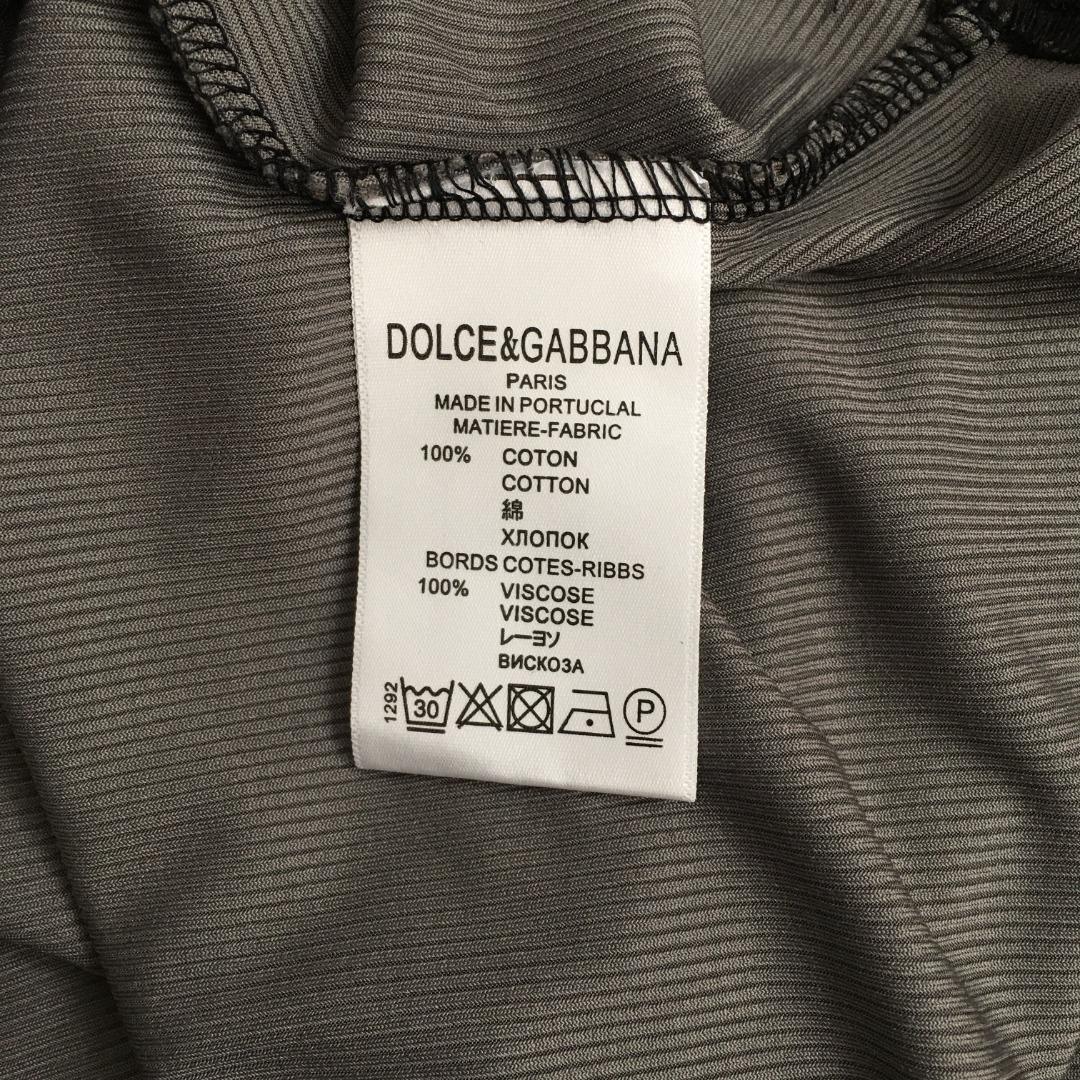 DOLCE&GABBANA
PARIS
MADE IN PORTUCLAL
MATIERE-FABRIC
100% COTON
COTTON
綿
ХЛОПОК
BORDS COTES-RIBBS
100% VISCOSE
VISCOSE
レーヨン
ВИСКОЗА
1292 30 P